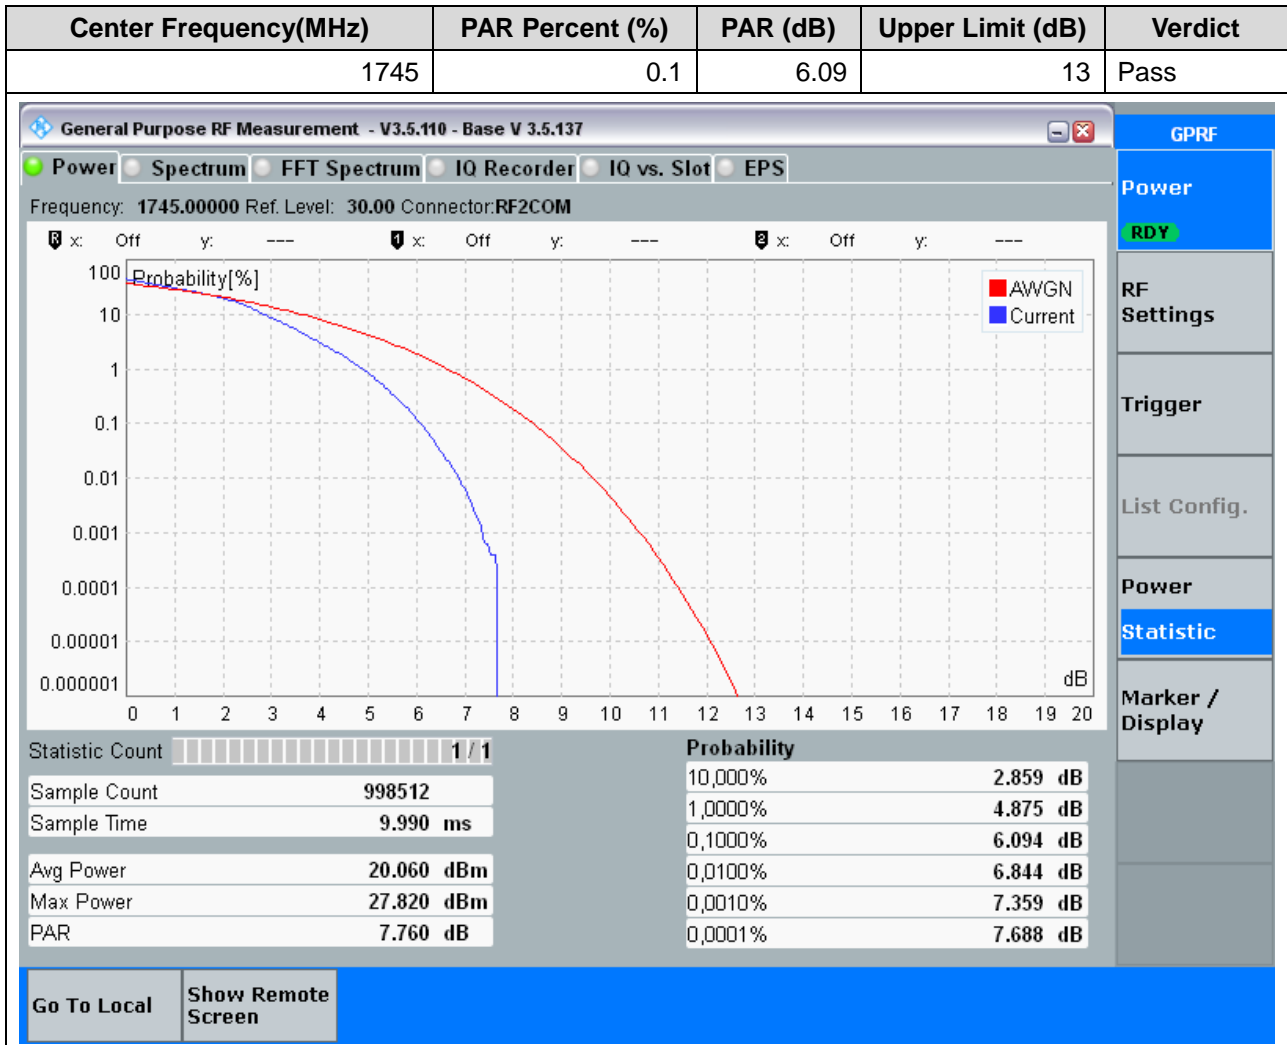 Center Frequency(MHz) PAR Percent (%) PAR (dB) Upper Limit (dB) Verdict
1745 0.1 6.09 13 Pass
General Purpose RF Measurement - V3.5.110 - Base V 3.5.137
GPRF
Power Spectrum FFT Spectrum IQ Recorder IQ vs. Slot EPS
Frequency: 1745.00000 Ref. Level: 30.00 Connector:RF2COM
R x: Off y: --- 1 x: Off y: --- 2 x: Off y: ---
Probability[%]
100
10
1
0.1
0.01
0.001
0.0001
0.00001
0.000001
AWGN
Current
dB
0 1 2 3 4 5 6 7 8 9 10 11 12 13 14 15 16 17 18 19 20
Statistic Count 1 / 1
Sample Count 998512
Sample Time 9.990 ms
Avg Power 20.060 dBm
Max Power 27.820 dBm
PAR 7.760 dB
Probability
10,000% 2.859 dB
1,0000% 4.875 dB
0,1000% 6.094 dB
0,0100% 6.844 dB
0,0010% 7.359 dB
0,0001% 7.688 dB
Power
RDY
RF
Settings
Trigger
List Config.
Power
Statistic
Marker /
Display
Go To Local
Show Remote
Screen